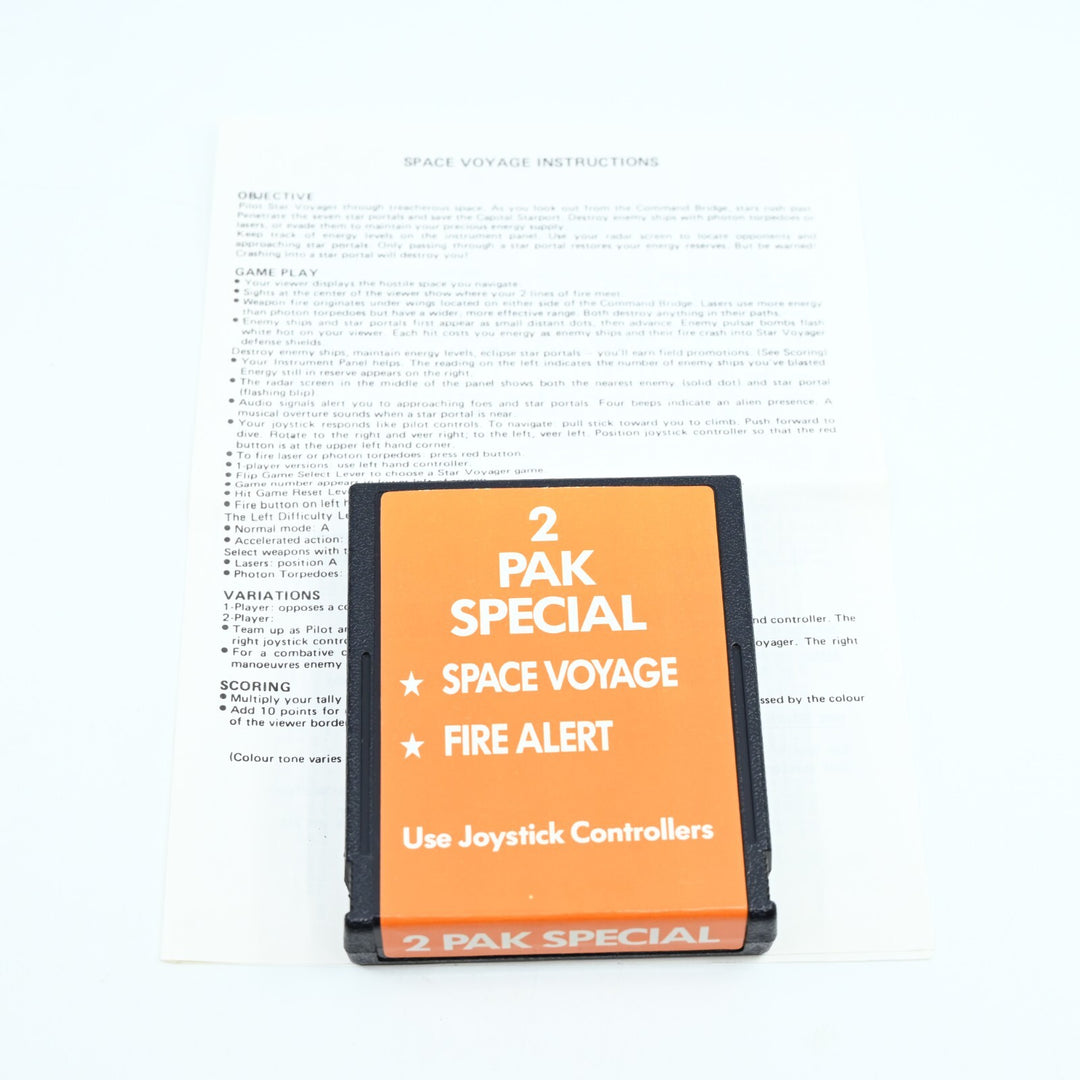 SPACE VOYAGE INSTRUCTIONS
OBJECTIVE
Pilot Star Voyager through treacherous space. As you look out from the Command Bridge, stars rush past.
Penetrate the seven star portals and save the Capital Starport. Destroy enemy ships with photon torpedoes or
lasers, or evade them to maintain your precious energy supply.
Keep track of energy levels on the instrument panel. Use your radar screen to locate opponents and
approaching star portals. Only passing through a star portal restores your energy reserves. But be warned!
Crashing into a star portal will destroy you!
GAME PLAY
• Your viewer displays the hostile space you navigate.
• Sights at the center of the viewer show where your 2 lines of fire meet.
• Weapon fire originates under wings located on either side of the Command Bridge. Lasers use more energy
than photon torpedoes but have a wider, more effective range. Both destroy anything in their paths.
• Enemy ships and star portals first appear as small distant dots, then advance. Enemy pulsar bombs flash
white hot on your viewer. Each hit costs you energy as enemy ships and their fire crash into Star Voyager
defense shields.
Destroy enemy ships, maintain energy levels, eclipse star portals – you'll earn field promotions. (See Scoring)
• Your Instrument Panel helps. The reading on the left indicates the number of enemy ships you've blasted.
Energy still in reserve appears on the right.
• The radar screen in the middle of the panel shows both the nearest enemy (solid dot) and star portal
(flashing blip).
• Audio signals alert you to approaching foes and star portals. Four beeps indicate an alien presence. A
musical overture sounds when a star portal is near.
• Your joystick responds like pilot controls. To navigate: pull stick toward you to climb. Push forward to
dive. Rotate to the right and veer right; to the left, veer left. Position joystick controller so that the red
button is at the upper left hand corner.
• To fire laser or photon torpedoes: press red button.
• 1-player versions: use left hand controller.
• Flip Game Select Lever to choose a Star Voyager game.
• Game number appears
• Hit Game Reset
• Fire button on left
The Left Difficulty
• Normal mode: A
• Accelerated action:
Select weapons with
• Lasers: position A
• Photon Torpedoes:
VARIATIONS
1-Player: opposes a
2-Player:
• Team up as Pilot nd controller. The
right joystick
• For a combative oyager. The right
manoeuvres enemy
SCORING
• Multiply your tally ssed by the colour
• Add 10 points for
of the viewer
(Colour tone varies
2
PAK
SPECIAL
★ SPACE VOYAGE
★ FIRE ALERT
Use Joystick Controllers
2 PAK SPECIAL